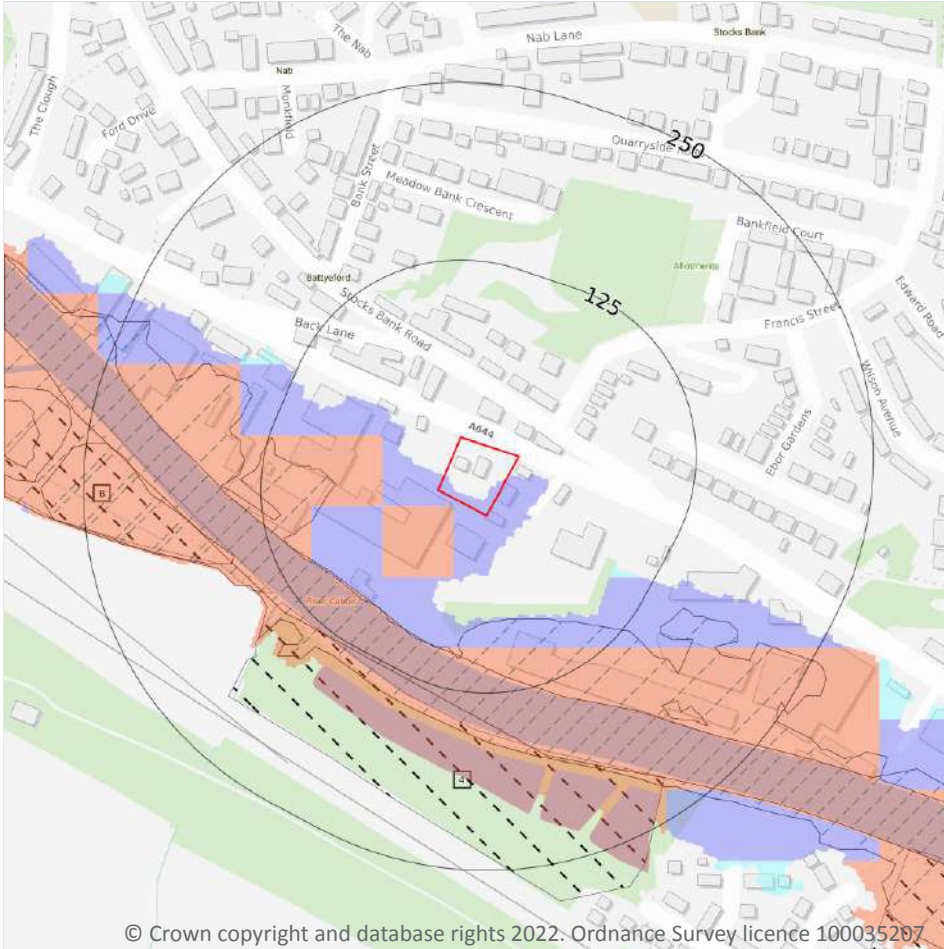 Stocks Bank
Nab Lane
The Nab
Nab
The Clough
Monkfield
Ford Drive
250
Quarryside
Bank Street
Meadow Bank Crescent
Bankfield Court
Allotments
Battyeford
Edward Road
125
Stocks Bank Road
Francis Street
Back Lane
Wilson Avenue
A644
Ebor Gardens
4
© Crown copyright and database rights 2022. Ordnance Survey licence 100035207